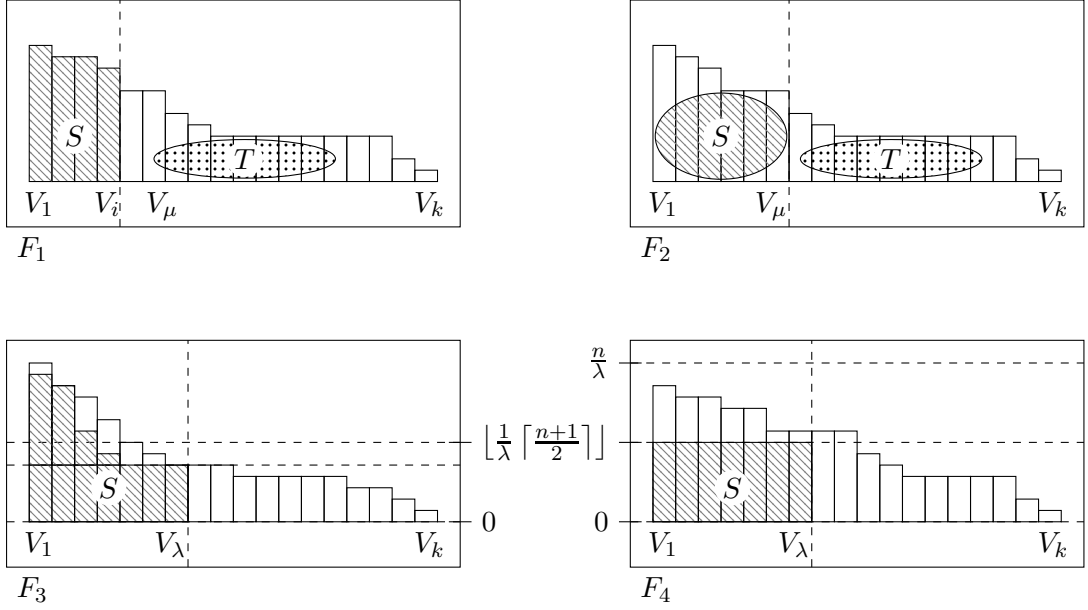 S T S T
V_1 V_i V_μ V_k V_1 V_μ V_k
F_1 F_2
n/λ
⌊1/λ ⌈n+1/2⌉⌋
S S
0 0
V_1 V_λ V_k V_1 V_λ V_k
F_3 F_4